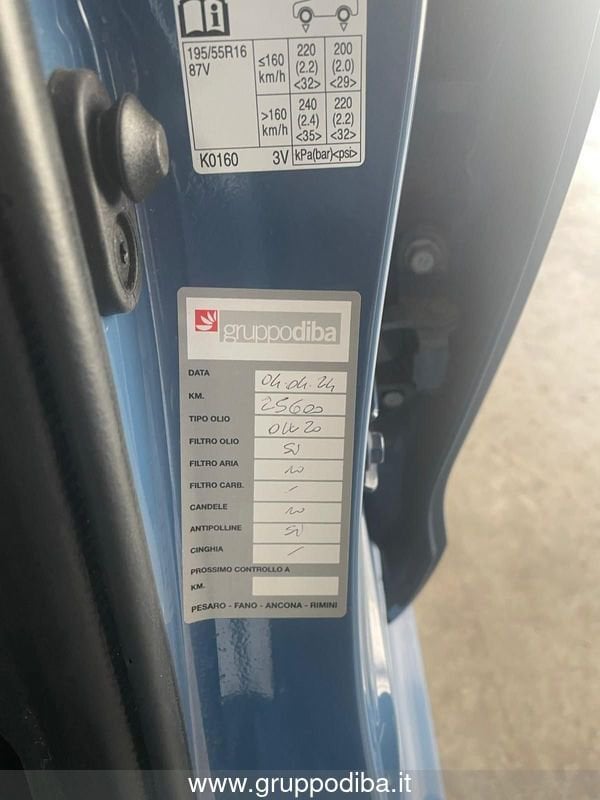 195/55R16
87V
≤160
km/h
220
(2.2)
<32>
200
(2.0)
<29>
>160
km/h
240
(2.4)
<35>
220
(2.2)
<32>
K0160 3V kPa(bar)<psi>
gruppodiba
DATA 04.04.24
KM. 25600
TIPO OLIO 0W20
FILTRO OLIO SI
FILTRO ARIA NO
FILTRO CARB. /
CANDELE NO
ANTIPOLLINE SI
CINGHIA /
PROSSIMO CONTROLLO A
KM.
PESARO - FANO - ANCONA - RIMINI
www.gruppodiba.it